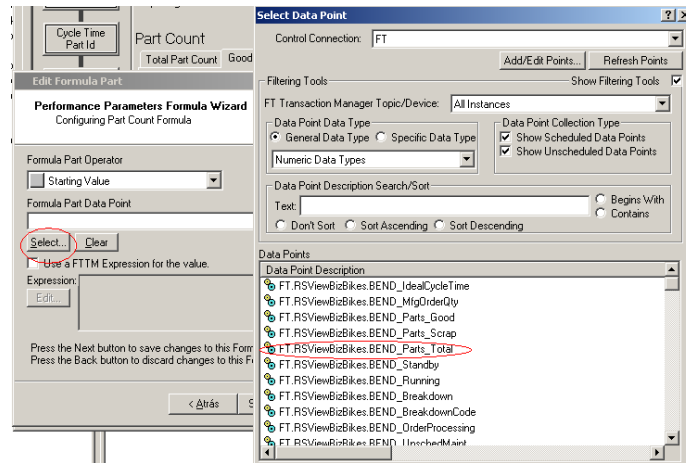 Cycle Time
Part Id
Part Count
Total Part Count Good
Edit Formula Part
Performance Parameters Formula Wizard
Configuring Part Count Formula
Formula Part Operator
Starting Value
Formula Part Data Point
Select... Clear
Use a FTTM Expression for the value.
Expression:
Edit...
Press the Next button to save changes to this Form
Press the Back button to discard changes to this F
< Atrás S
Select Data Point
Control Connection: FT
Add/Edit Points... Refresh Points
Filtering Tools Show Filtering Tools
FT Transaction Manager Topic/Device: All Instances
Data Point Data Type
General Data Type Specific Data Type
Numeric Data Types
Data Point Collection Type
Show Scheduled Data Points
Show Unscheduled Data Points
Data Point Description Search/Sort
Text:
Begins With
Contains
Don't Sort Sort Ascending Sort Descending
Data Points
Data Point Description
FT.RSViewBizBikes.BEND_IdealCycleTime
FT.RSViewBizBikes.BEND_MfgOrderQty
FT.RSViewBizBikes.BEND_Parts_Good
FT.RSViewBizBikes.BEND_Parts_Scrap
FT.RSViewBizBikes.BEND_Parts_Total
FT.RSViewBizBikes.BEND_Standby
FT.RSViewBizBikes.BEND_Running
FT.RSViewBizBikes.BEND_Breakdown
FT.RSViewBizBikes.BEND_BreakdownCode
FT.RSViewBizBikes.BEND_OrderProcessing
FT.RSViewBizBikes.BEND_UnschedMaint